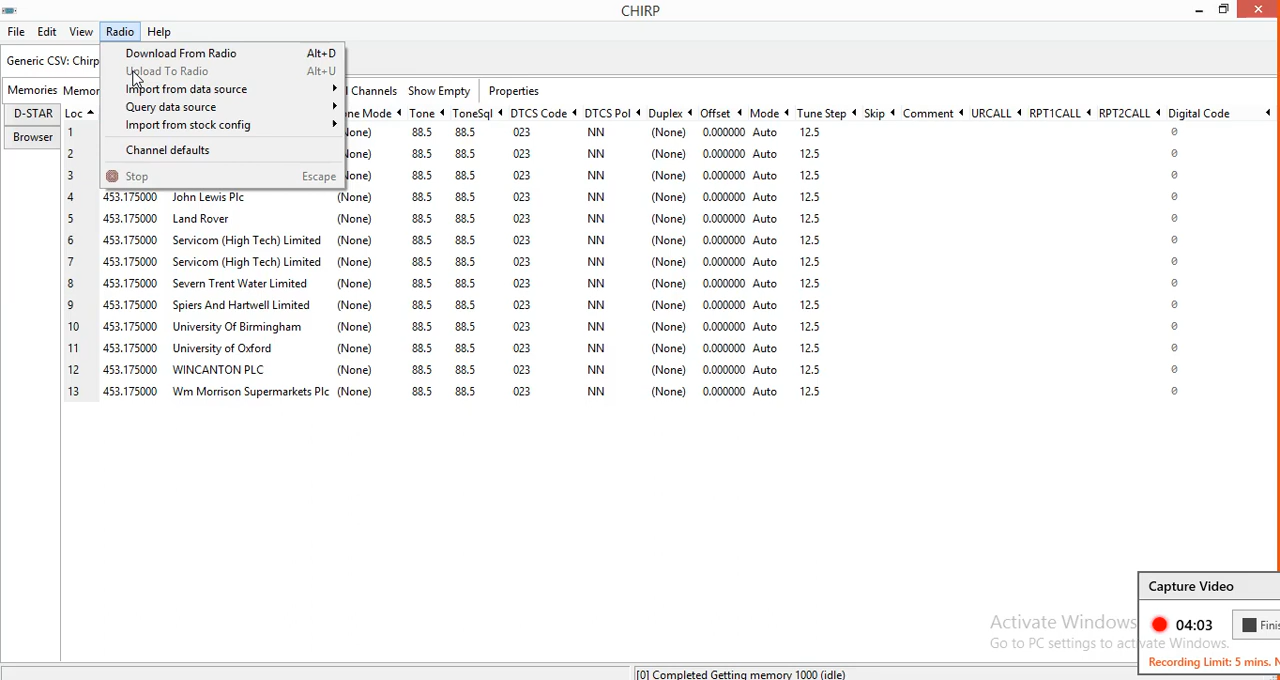 CHIRP
File Edit View Radio Help
Generic CSV: Chirp
Download From Radio Alt+D
Upload To Radio Alt+U
Import from data source
Query data source
Import from stock config
Channel defaults
Stop Escape
Memories Memor l Channels Show Empty Properties
D-STAR
Browser
Loc one Mode Tone ToneSql DTCS Code DTCS Pol Duplex Offset Mode Tune Step Skip Comment URCALL RPT1CALL RPT2CALL Digital Code
1 None) 88.5 88.5 023 NN (None) 0.000000 Auto 12.5 0
2 None) 88.5 88.5 023 NN (None) 0.000000 Auto 12.5 0
3 None) 88.5 88.5 023 NN (None) 0.000000 Auto 12.5 0
4 453.175000 John Lewis Plc (None) 88.5 88.5 023 NN (None) 0.000000 Auto 12.5 0
5 453.175000 Land Rover (None) 88.5 88.5 023 NN (None) 0.000000 Auto 12.5 0
6 453.175000 Servicom (High Tech) Limited (None) 88.5 88.5 023 NN (None) 0.000000 Auto 12.5 0
7 453.175000 Servicom (High Tech) Limited (None) 88.5 88.5 023 NN (None) 0.000000 Auto 12.5 0
8 453.175000 Severn Trent Water Limited (None) 88.5 88.5 023 NN (None) 0.000000 Auto 12.5 0
9 453.175000 Spiers And Hartwell Limited (None) 88.5 88.5 023 NN (None) 0.000000 Auto 12.5 0
10 453.175000 University Of Birmingham (None) 88.5 88.5 023 NN (None) 0.000000 Auto 12.5 0
11 453.175000 University of Oxford (None) 88.5 88.5 023 NN (None) 0.000000 Auto 12.5 0
12 453.175000 WINCANTON PLC (None) 88.5 88.5 023 NN (None) 0.000000 Auto 12.5 0
13 453.175000 Wm Morrison Supermarkets Plc (None) 88.5 88.5 023 NN (None) 0.000000 Auto 12.5 0
Capture Video
Activate Windows
04:03 Finis
Go to PC settings to activate Windows.
Recording Limit: 5 mins. N
[0] Completed Getting memory 1000 (idle)